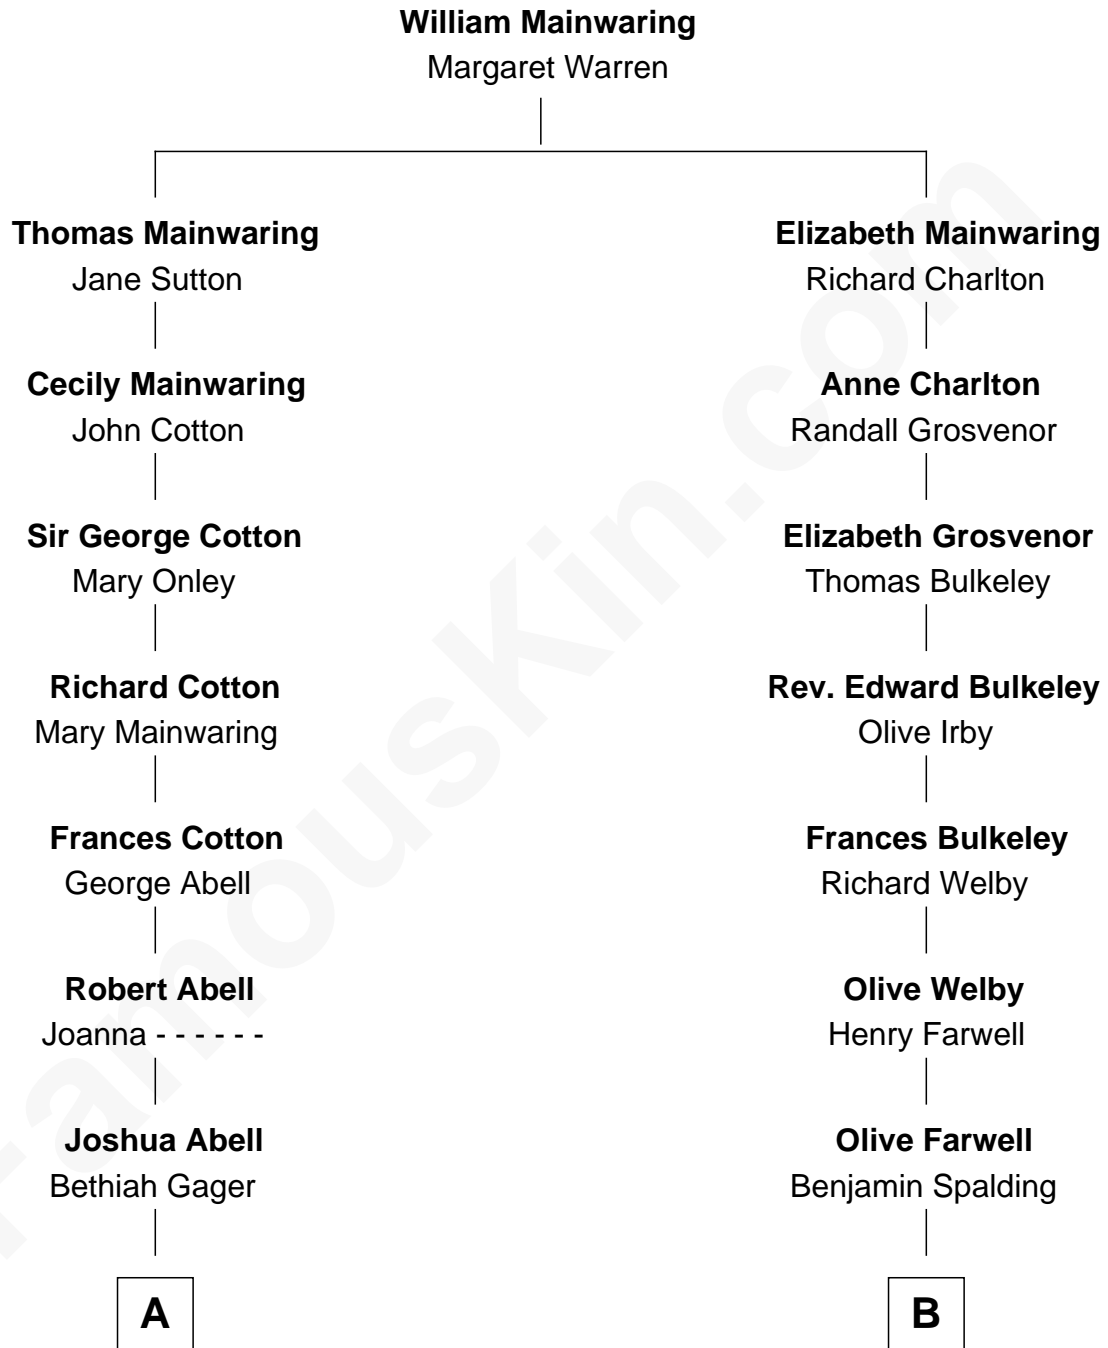 William Mainwaring
Margaret Warren
Thomas Mainwaring
Jane Sutton
Cecily Mainwaring
John Cotton
Sir George Cotton
Mary Onley
Richard Cotton
Mary Mainwaring
Frances Cotton
George Abell
Robert Abell
Joanna - - - - - -
Joshua Abell
Bethiah Gager
A
Elizabeth Mainwaring
Richard Charlton
Anne Charlton
Randall Grosvenor
Elizabeth Grosvenor
Thomas Bulkeley
Rev. Edward Bulkeley
Olive Irby
Frances Bulkeley
Richard Welby
Olive Welby
Henry Farwell
Olive Farwell
Benjamin Spalding
B
FamousKin.com